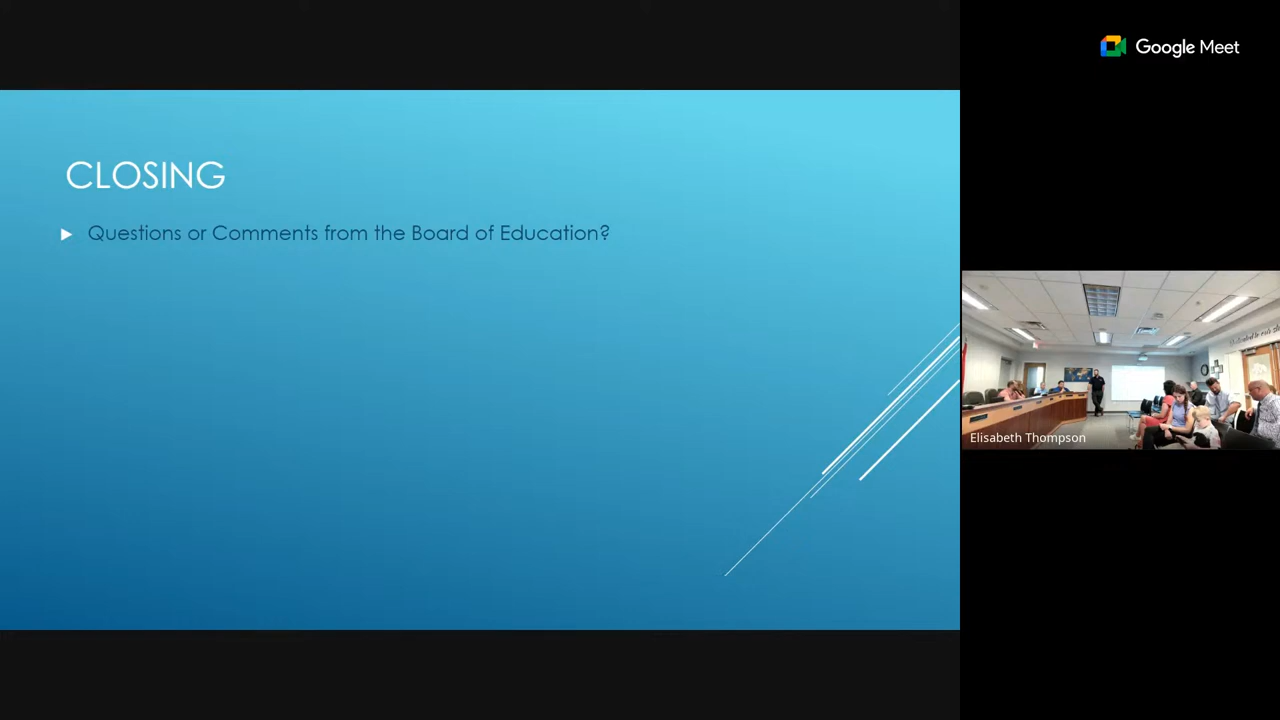 Google Meet
CLOSING
Questions or Comments from the Board of Education?
Elisabeth Thompson